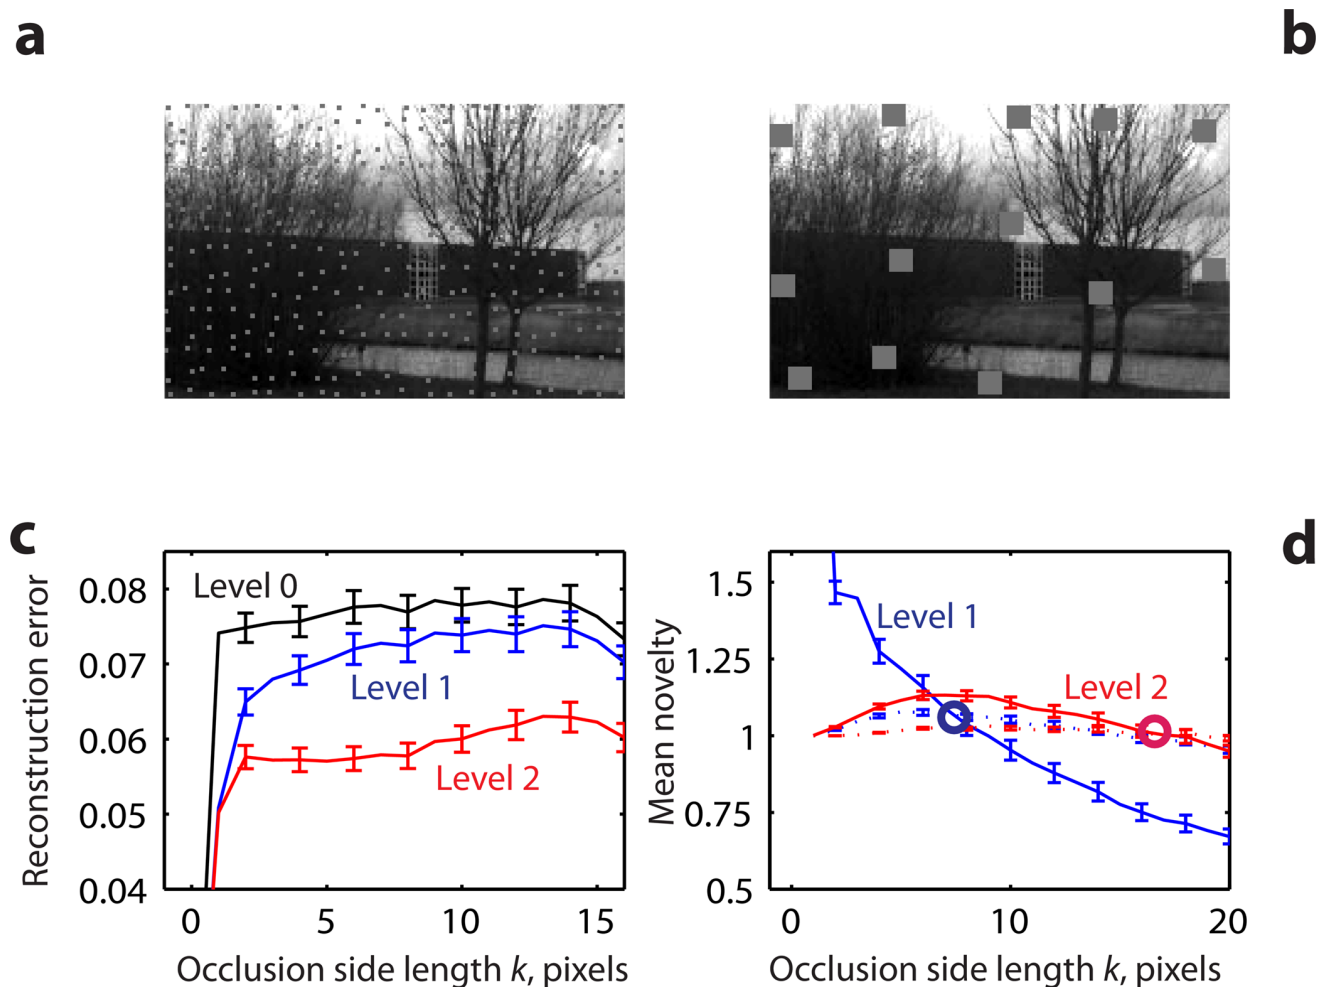 a
b
c
Reconstruction error
0.08
0.07
0.06
0.05
0.04
Level 0
Level 1
Level 2
0
5
10
15
Occlusion side length k, pixels
d
Mean novelty
1.5
1.25
1
0.75
0.5
Level 1
Level 2
0
10
20
Occlusion side length k, pixels